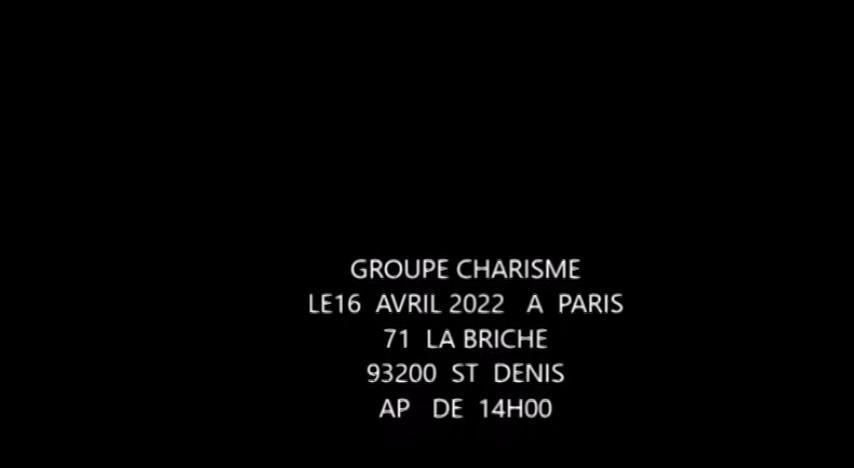 GROUPE CHARISME
LE16 AVRIL 2022 A PARIS
71 LA BRICHE
93200 ST DENIS
AP DE 14H00